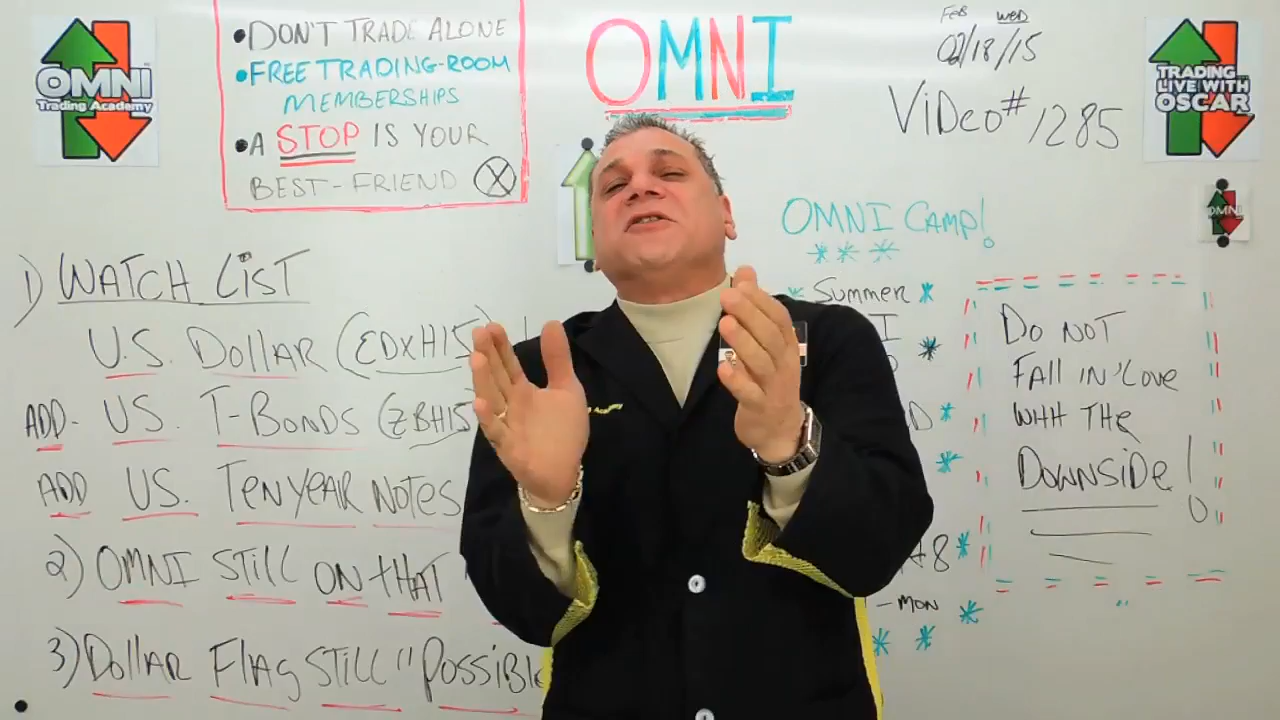 OMNI
Trading Academy
•DON'T TRADE ALONE
•FREE TRADING-ROOM
MEMBERSHIPS
•A STOP IS YOUR
BEST-FRIEND
OMNI
FEB WED
02/18/15
VIDEO# 1285
TRADING
LIVE WITH
OSCAR
OMNI
OMNI CAMP!
*** 
* Summer *
I
D*
#8 *
-MON *
1) WATCH LIST
U.S. DOLLAR (EDXH15)
ADD- US. T-BONDS (ZBH15
ADD US. TEN YEAR NOTES
2) OMNI STILL ON THAT
3) DOLLAR FLAG STILL "POSSIBL
DO NOT
FALL IN LOVE
WITH THE
DOWNSIDE!